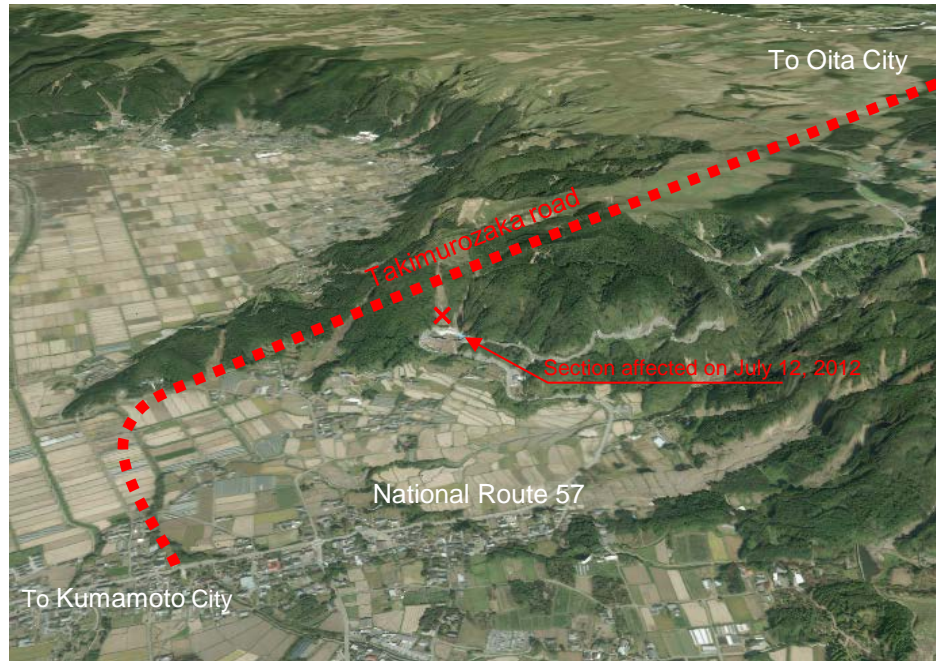 To Oita City
Takimurozaka road
Section affected on July 12, 2012
National Route 57
To Kumamoto City